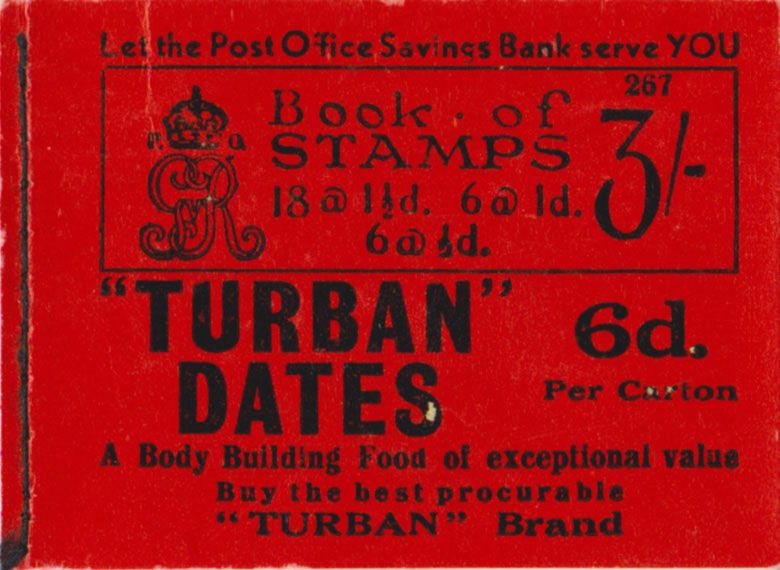 Let the Post Office Savings Bank serve YOU
267
P. O.
GR
Book · of
STAMPS
18 @ 1½d. 6 @ 1d.
6 @ ½d.
3/-
"TURBAN"
DATES
6d.
Per Carton
A Body Building Food of exceptional value
Buy the best procurable
"TURBAN" Brand